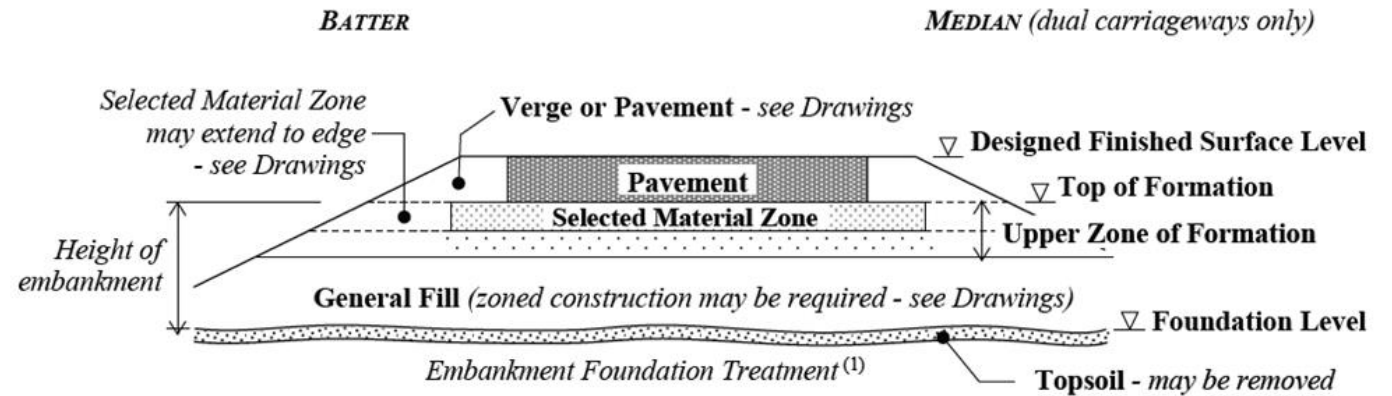 BATTER
MEDIAN (dual carriageways only)
Selected Material Zone
may extend to edge
- see Drawings
Verge or Pavement - see Drawings
Designed Finished Surface Level
Pavement
Top of Formation
Selected Material Zone
Upper Zone of Formation
Height of
embankment
General Fill (zoned construction may be required - see Drawings)
Foundation Level
Embankment Foundation Treatment (1)
Topsoil - may be removed